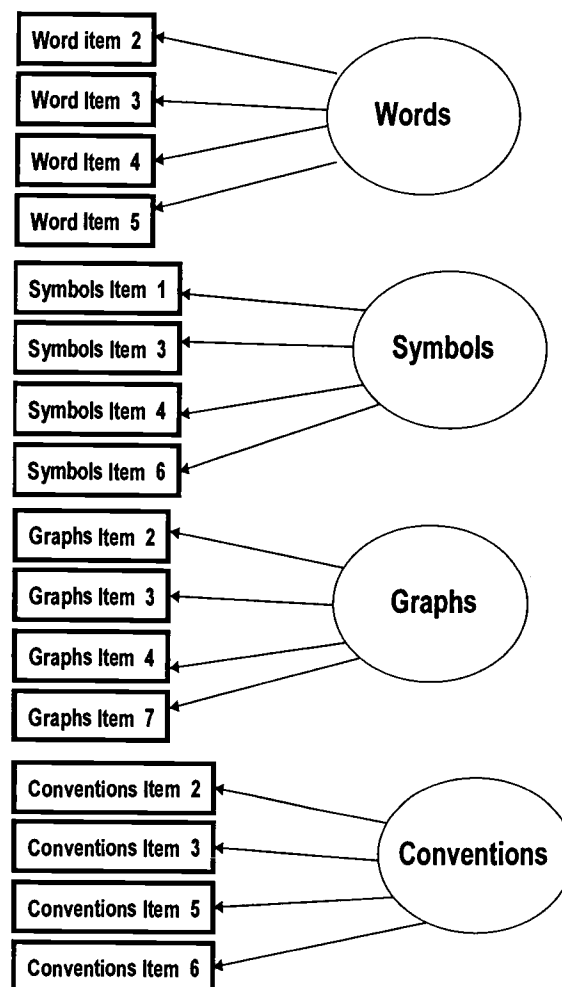 Word item 2
Word Item 3
Word Item 4
Word Item 5
Words
Symbols Item 1
Symbols Item 3
Symbols Item 4
Symbols Item 6
Symbols
Graphs Item 2
Graphs Item 3
Graphs Item 4
Graphs Item 7
Graphs
Conventions Item 2
Conventions Item 3
Conventions Item 5
Conventions Item 6
Conventions